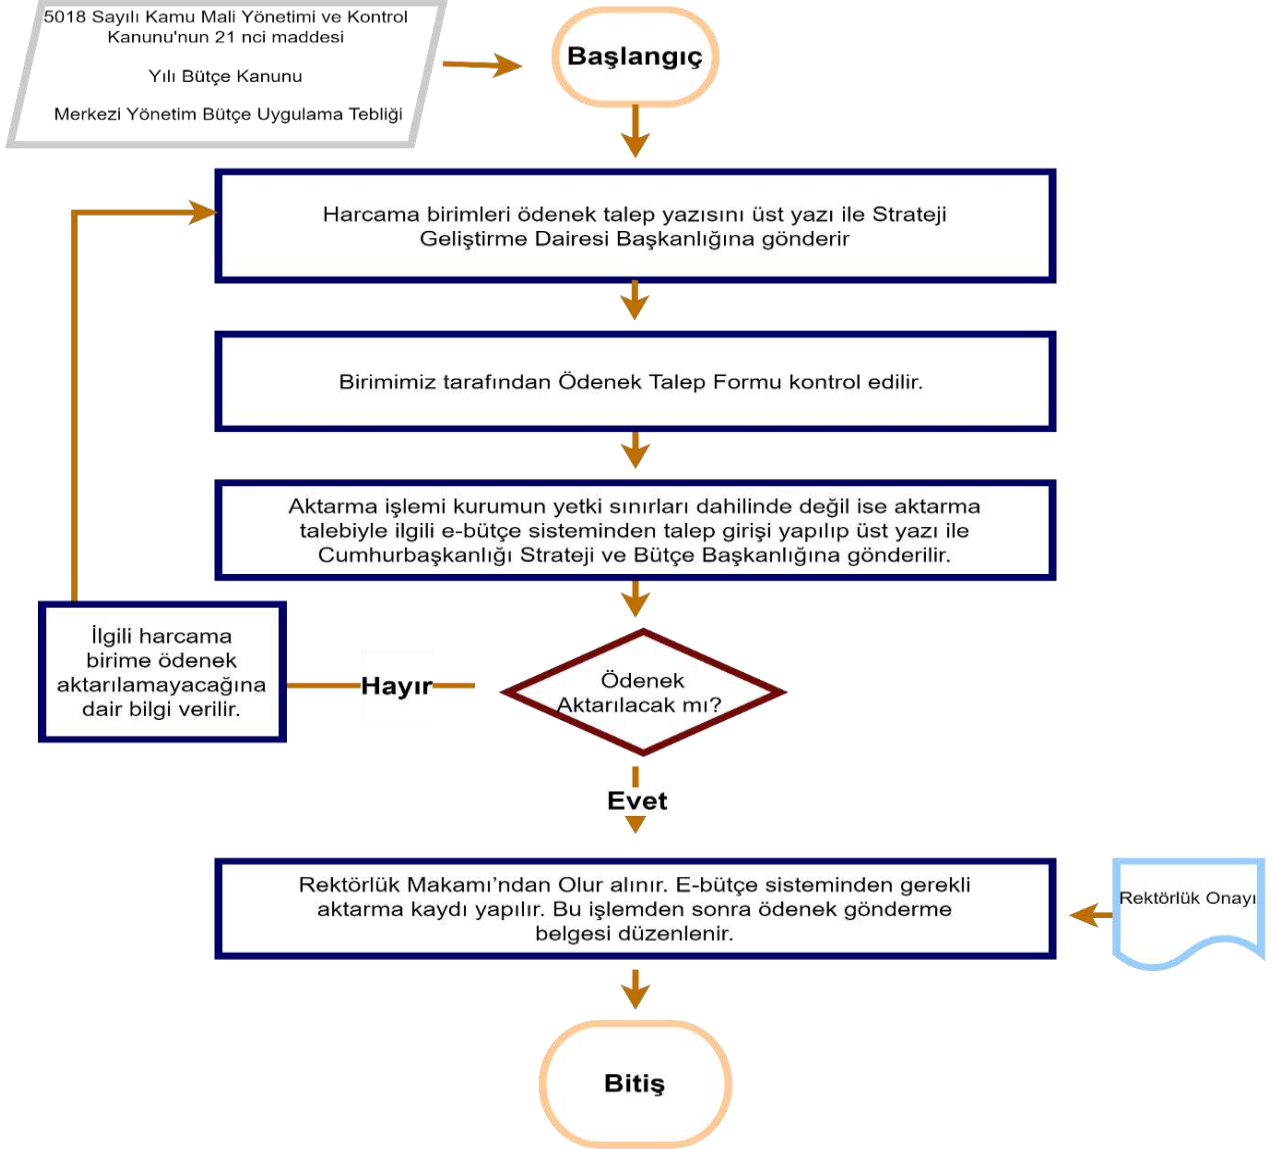 5018 Sayılı Kamu Mali Yönetimi ve Kontrol
Kanunu'nun 21 nci maddesi
Yılı Bütçe Kanunu
Merkezi Yönetim Bütçe Uygulama Tebliği
Başlangıç
Harcama birimleri ödenek talep yazısını üst yazı ile Strateji
Geliştirme Dairesi Başkanlığına gönderir
Birimimiz tarafından Ödenek Talep Formu kontrol edilir.
Aktarma işlemi kurumun yetki sınırları dahilinde değil ise aktarma
talebiyle ilgili e-bütçe sisteminden talep girişi yapılıp üst yazı ile
Cumhurbaşkanlığı Strateji ve Bütçe Başkanlığına gönderilir.
Ödenek
Aktarılacak mı?
Hayır
İlgili harcama
birime ödenek
aktarılamayacağına
dair bilgi verilir.
Evet
Rektörlük Makamı’ndan Olur alınır. E-bütçe sisteminden gerekli
aktarma kaydı yapılır. Bu işlemden sonra ödenek gönderme
belgesi düzenlenir.
Rektörlük Onayı
Bitiş